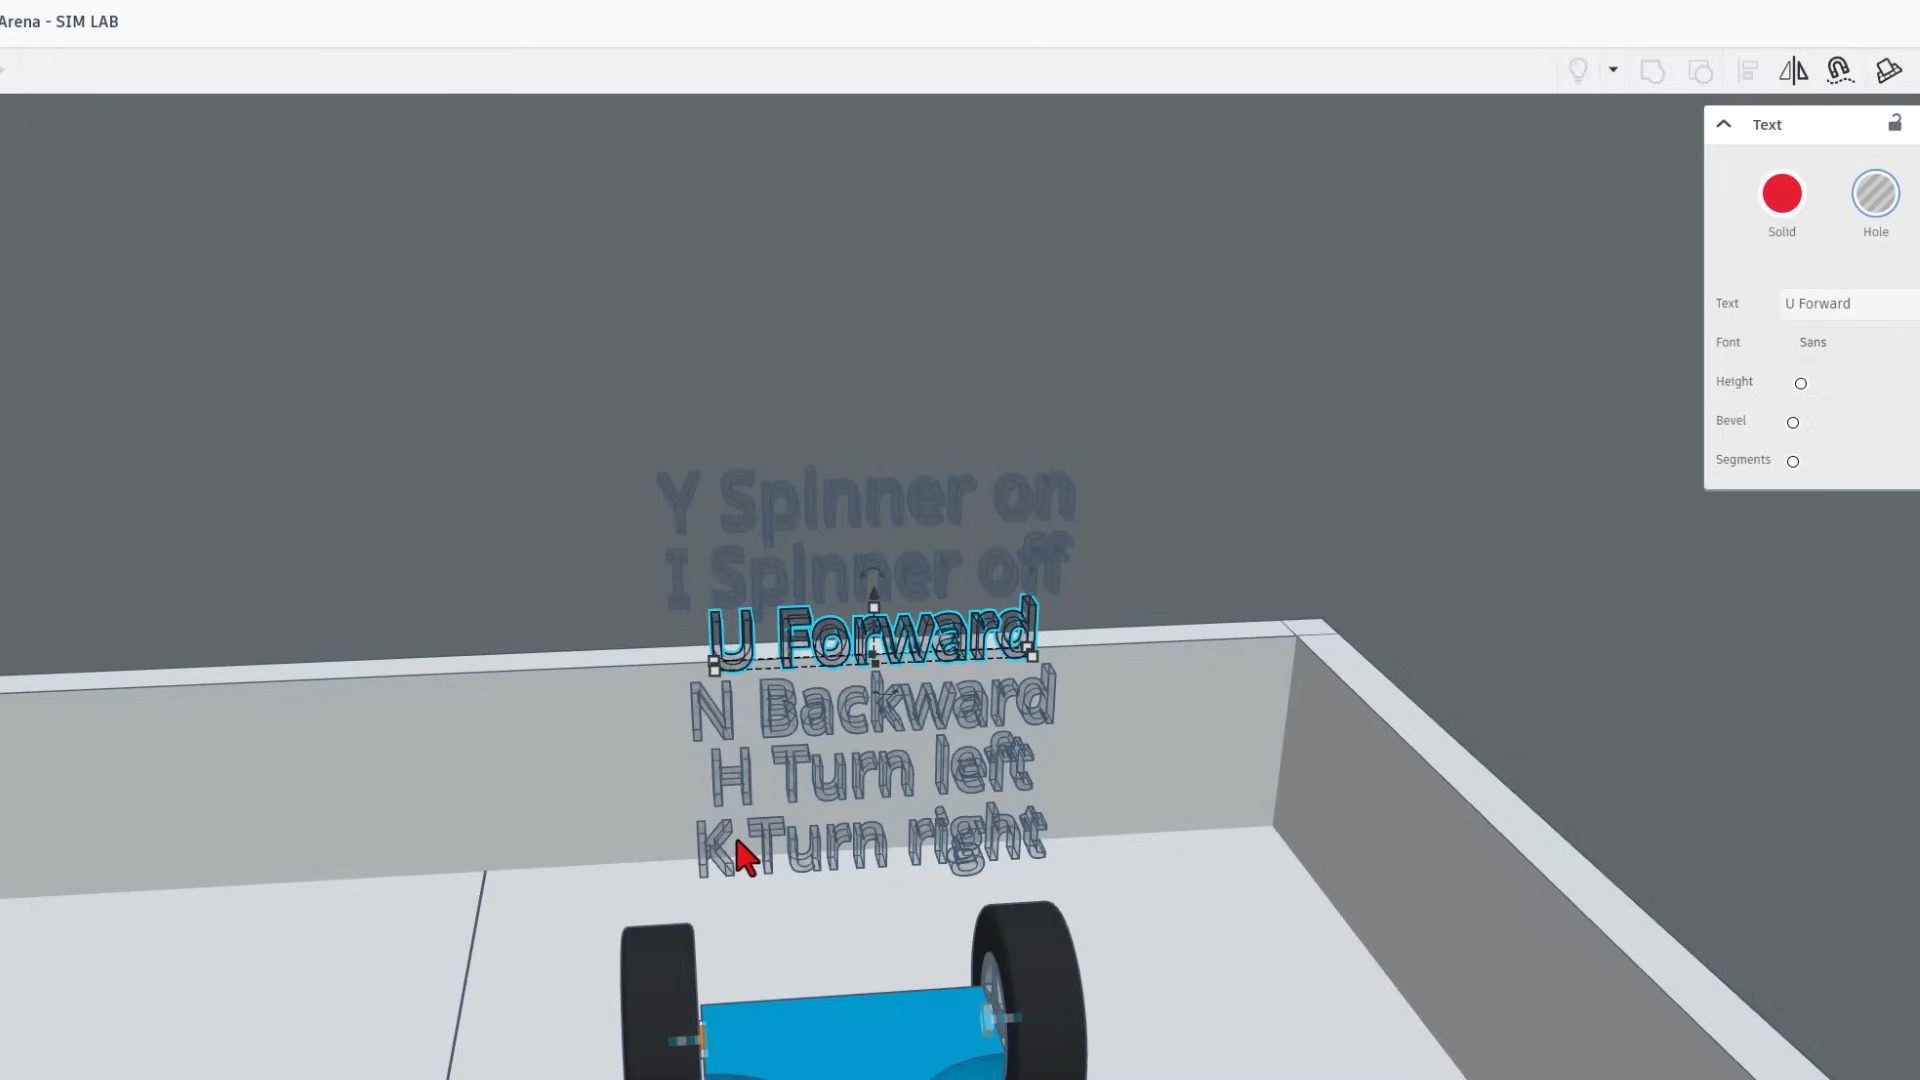 Arena - SIM LAB
Text
Solid
Hole
Text
U Forward
Font
Sans
Height
Bevel
Segments
Y Spinner on
I Spinner off
U Forward
N Backward
H Turn left
K Turn right